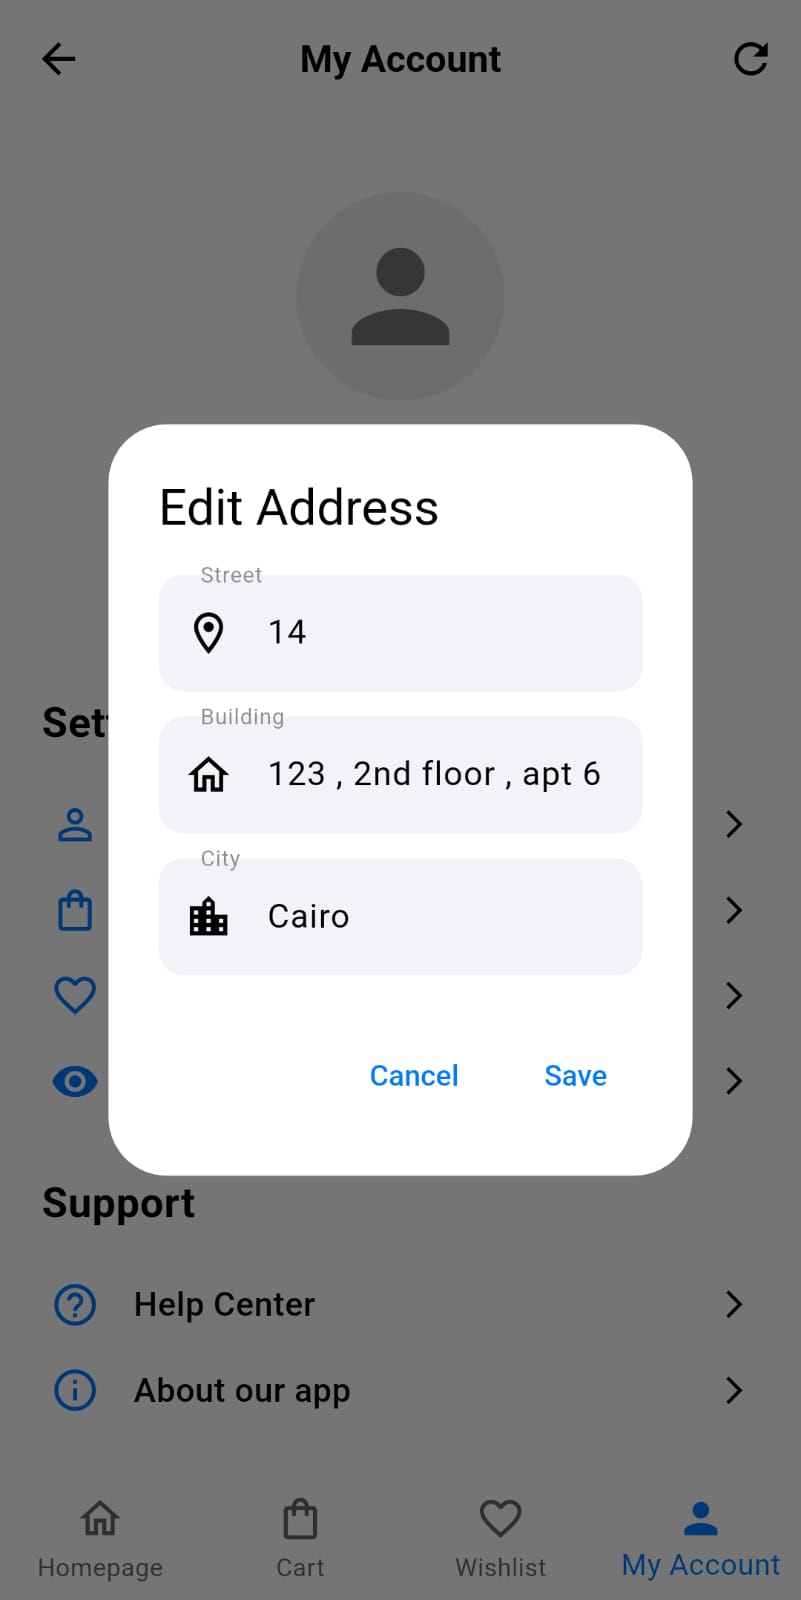 My Account
Edit Address
Street
14
Building
123 , 2nd floor , apt 6
City
Cairo
Cancel
Save
Support
Help Center
About our app
Homepage
Cart
Wishlist
My Account